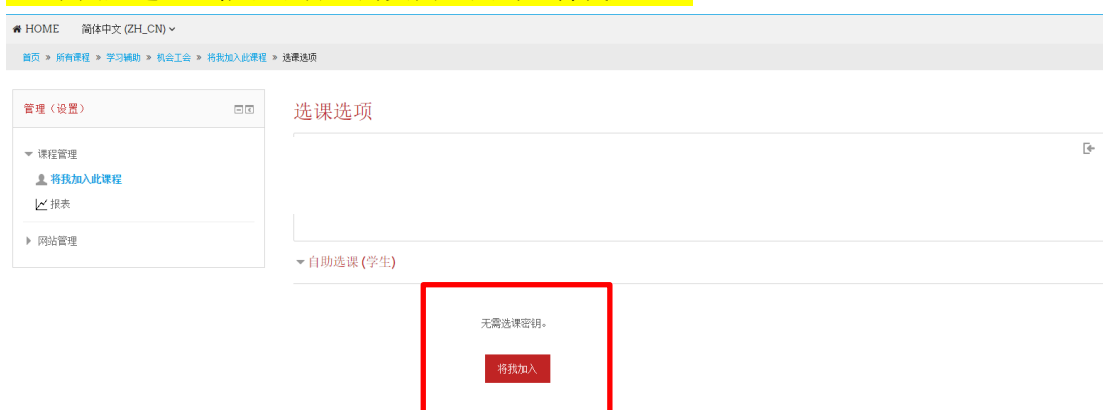 HOME 简体中文 (ZH_CN)
首页 » 所有课程 » 学习辅助 » 机会工会 » 将我加入此课程 » 选课选项
管理（设置）
选课选项
课程管理
将我加入此课程
报表
网站管理
自助选课 (学生)
无需选课密钥。
将我加入